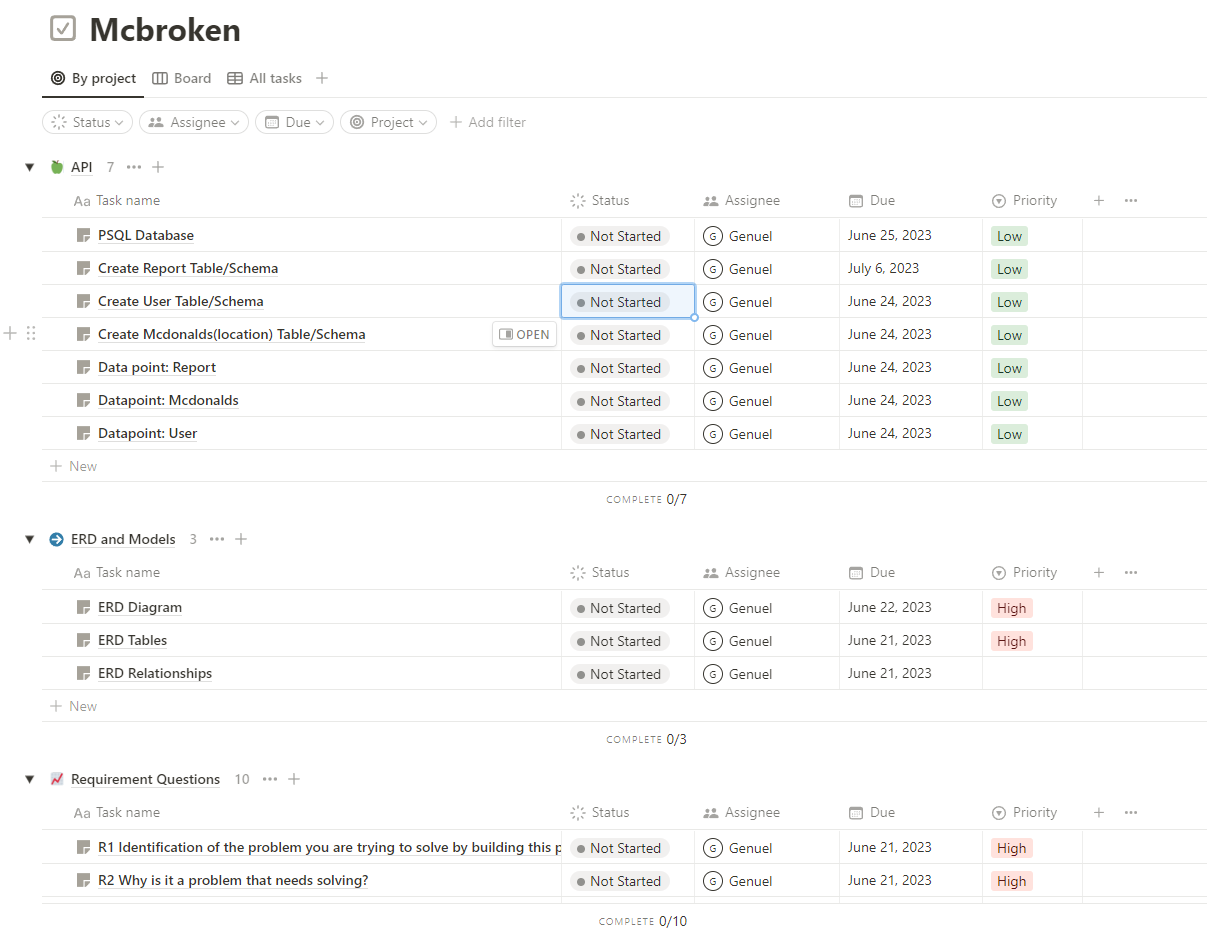 Mcbroken
By project Board All tasks
Status Assignee Due Project Add filter
API 7
Aa Task name Status Assignee Due Priority
PSQL Database Not Started G Genuel June 25, 2023 Low
Create Report Table/Schema Not Started G Genuel July 6, 2023 Low
Create User Table/Schema Not Started G Genuel June 24, 2023 Low
Create Mcdonalds(location) Table/Schema OPEN Not Started G Genuel June 24, 2023 Low
Data point: Report Not Started G Genuel June 24, 2023 Low
Datapoint: Mcdonalds Not Started G Genuel June 24, 2023 Low
Datapoint: User Not Started G Genuel June 24, 2023 Low
New
COMPLETE 0/7
ERD and Models 3
Aa Task name Status Assignee Due Priority
ERD Diagram Not Started G Genuel June 22, 2023 High
ERD Tables Not Started G Genuel June 21, 2023 High
ERD Relationships Not Started G Genuel June 21, 2023
New
COMPLETE 0/3
Requirement Questions 10
Aa Task name Status Assignee Due Priority
R1 Identification of the problem you are trying to solve by building this p Not Started G Genuel June 21, 2023 High
R2 Why is it a problem that needs solving? Not Started G Genuel June 21, 2023 High
COMPLETE 0/10